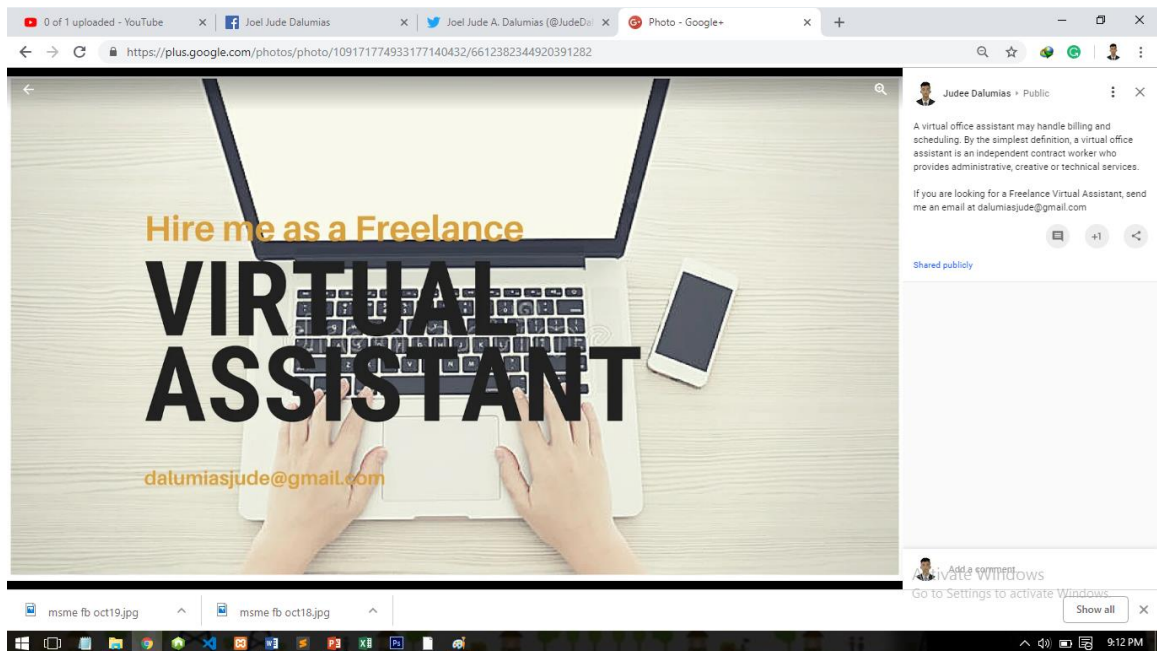 0 of 1 uploaded - YouTube
Joel Jude Dalumias
Joel Jude A. Dalumias (@JudeDal
Photo - Google+
https://plus.google.com/photos/photo/109171774933177140432/6612382344920391282
Hire me as a Freelance
VIRTUAL
ASSISTANT
dalumiasjude@gmail.com
Judee Dalumias
Public
A virtual office assistant may handle billing and
scheduling. By the simplest definition, a virtual office
assistant is an independent contract worker who
provides administrative, creative or technical services.
If you are looking for a Freelance Virtual Assistant, send
me an email at dalumiasjude@gmail.com
+1
Shared publicly
Add a comment...
Activate Windows
Go to Settings to activate Windows.
msme fb oct19.jpg
msme fb oct18.jpg
Show all
9:12 PM